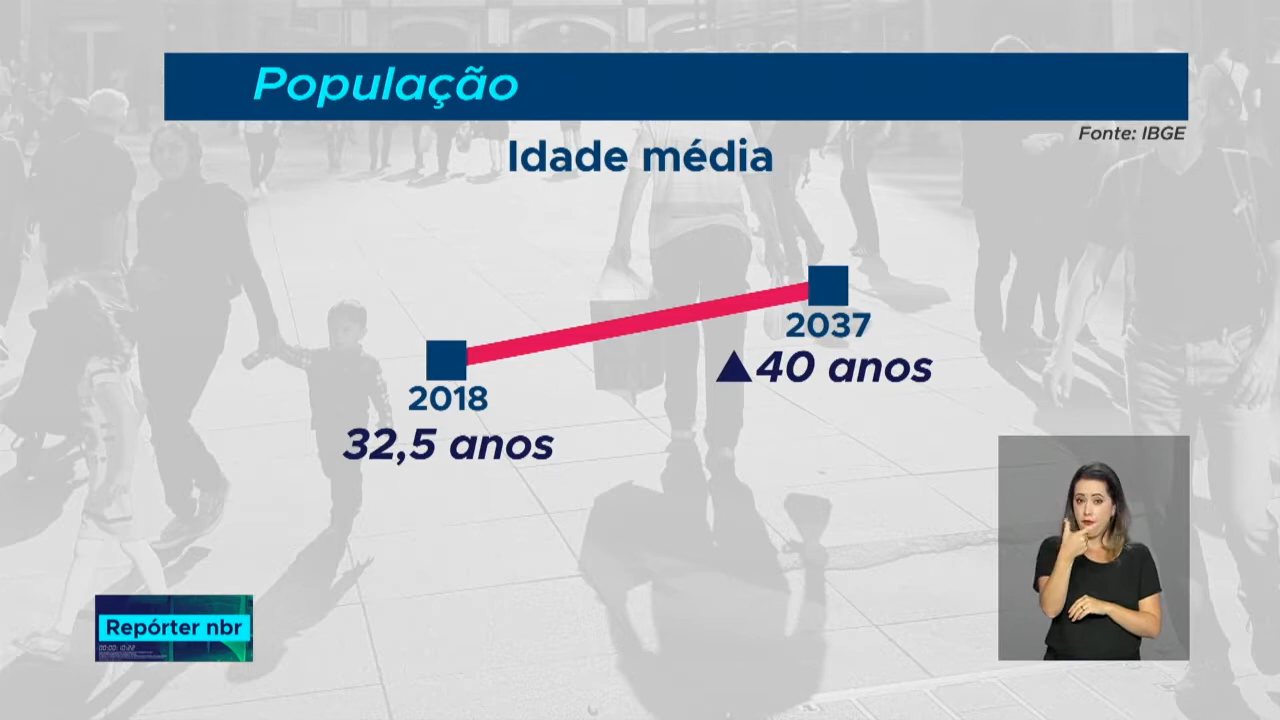 População
Fonte: IBGE
Idade média
2037
▲40 anos
2018
32,5 anos
Repórter nbr